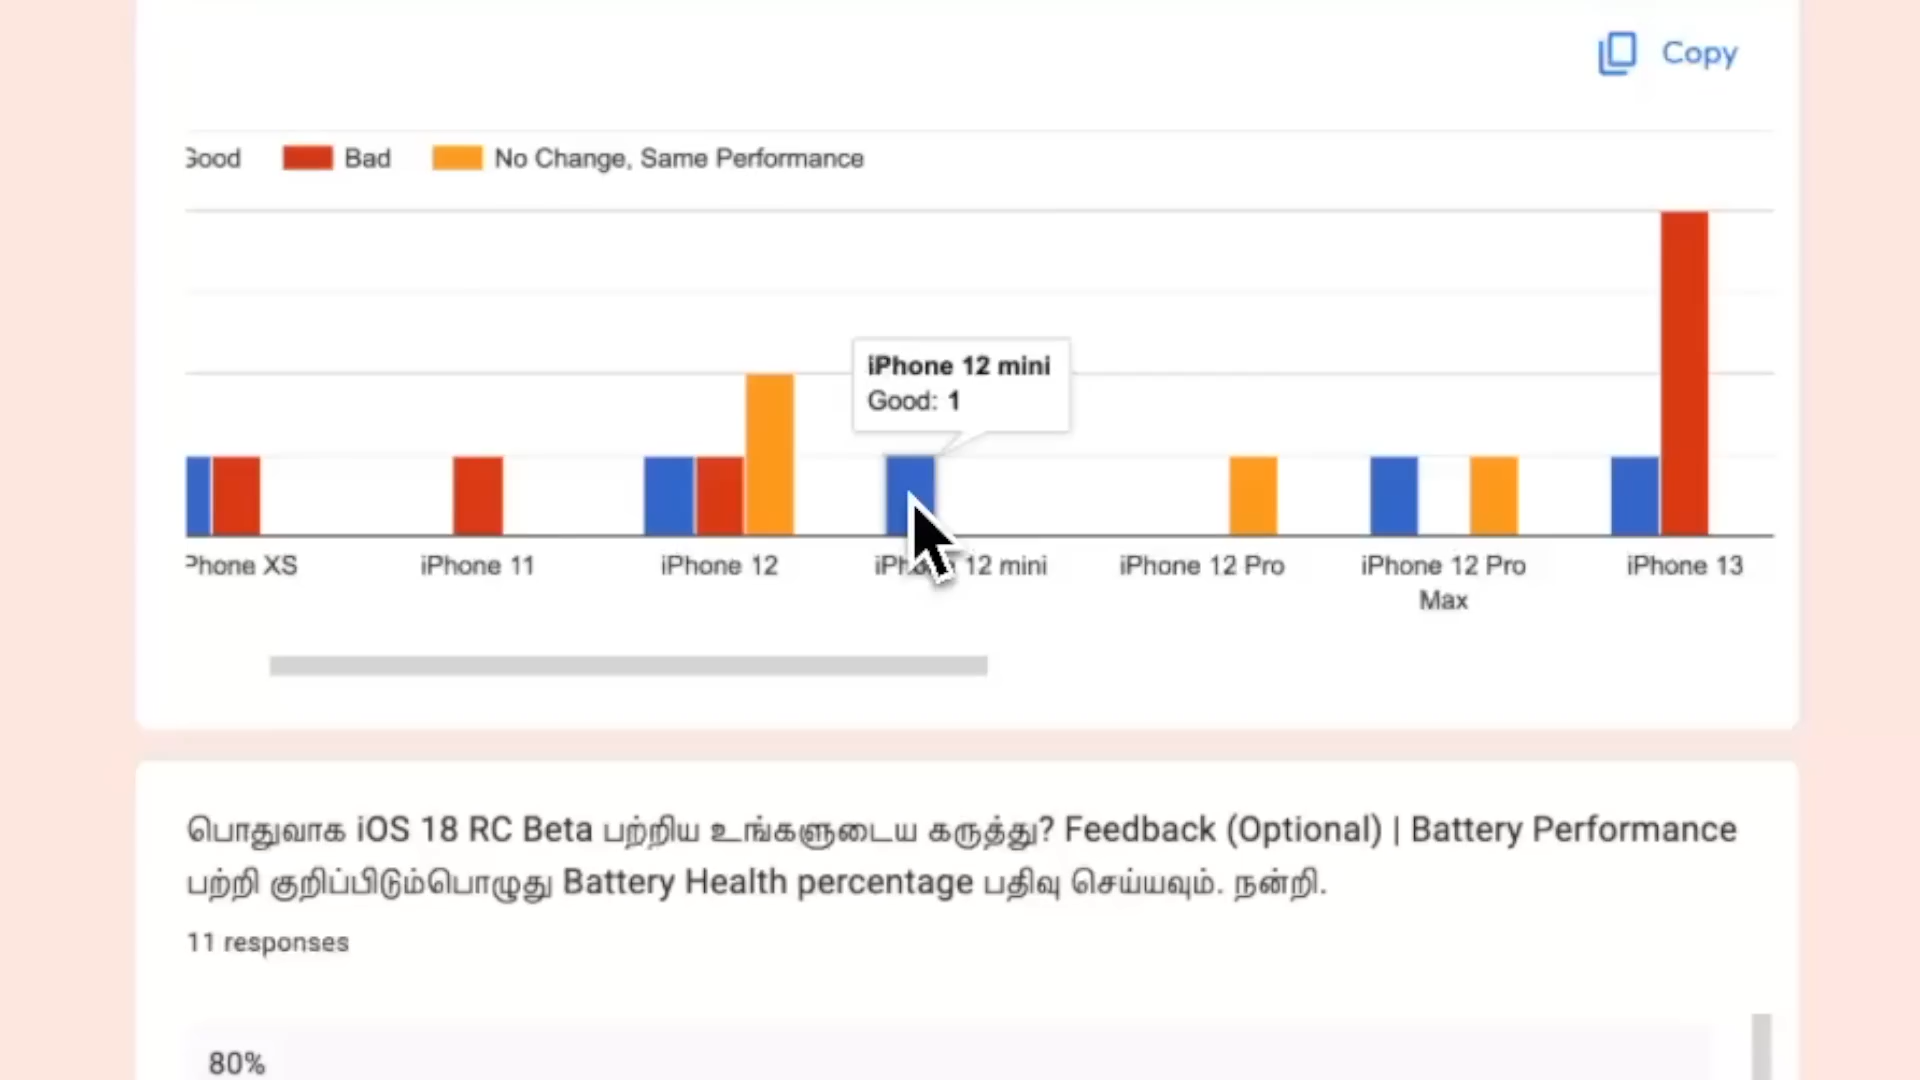 Copy
Good Bad No Change, Same Performance
iPhone 12 mini
Good: 1
Phone XS iPhone 11 iPhone 12 12 mini iPhone 12 Pro iPhone 12 Pro Max iPhone 13
பொதுவாக iOS 18 RC Beta பற்றிய உங்களுடைய கருத்து? Feedback (Optional) | Battery Performance
பற்றி குறிப்பிடும்பொழுது Battery Health percentage பதிவு செய்யவும். நன்றி.
11 responses
80%